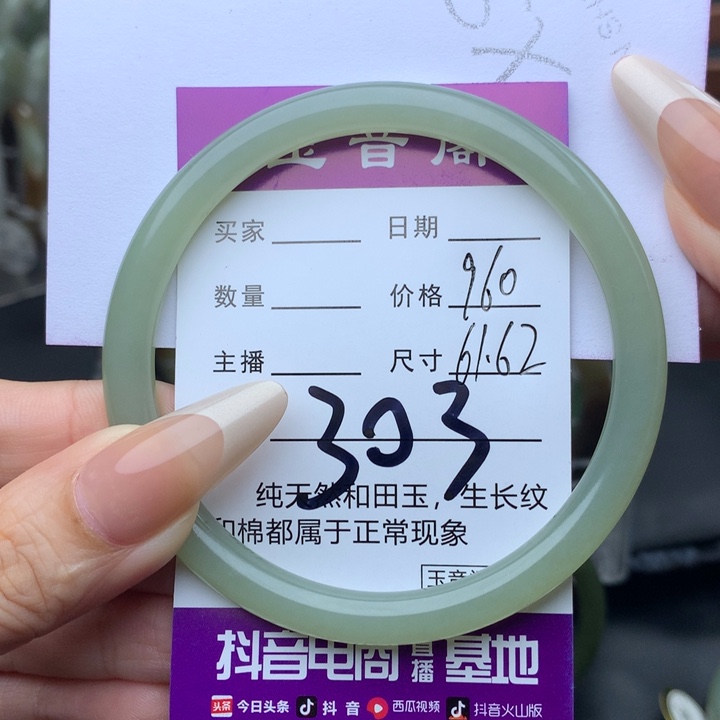 玉音阁
买家 日期
数量 价格 960
主播 尺寸 61.62
303
纯天然和田玉，生长纹
和棉都属于正常现象
玉音
抖音电商直播基地
头条 今日头条 抖音 西瓜视频 抖音火山版